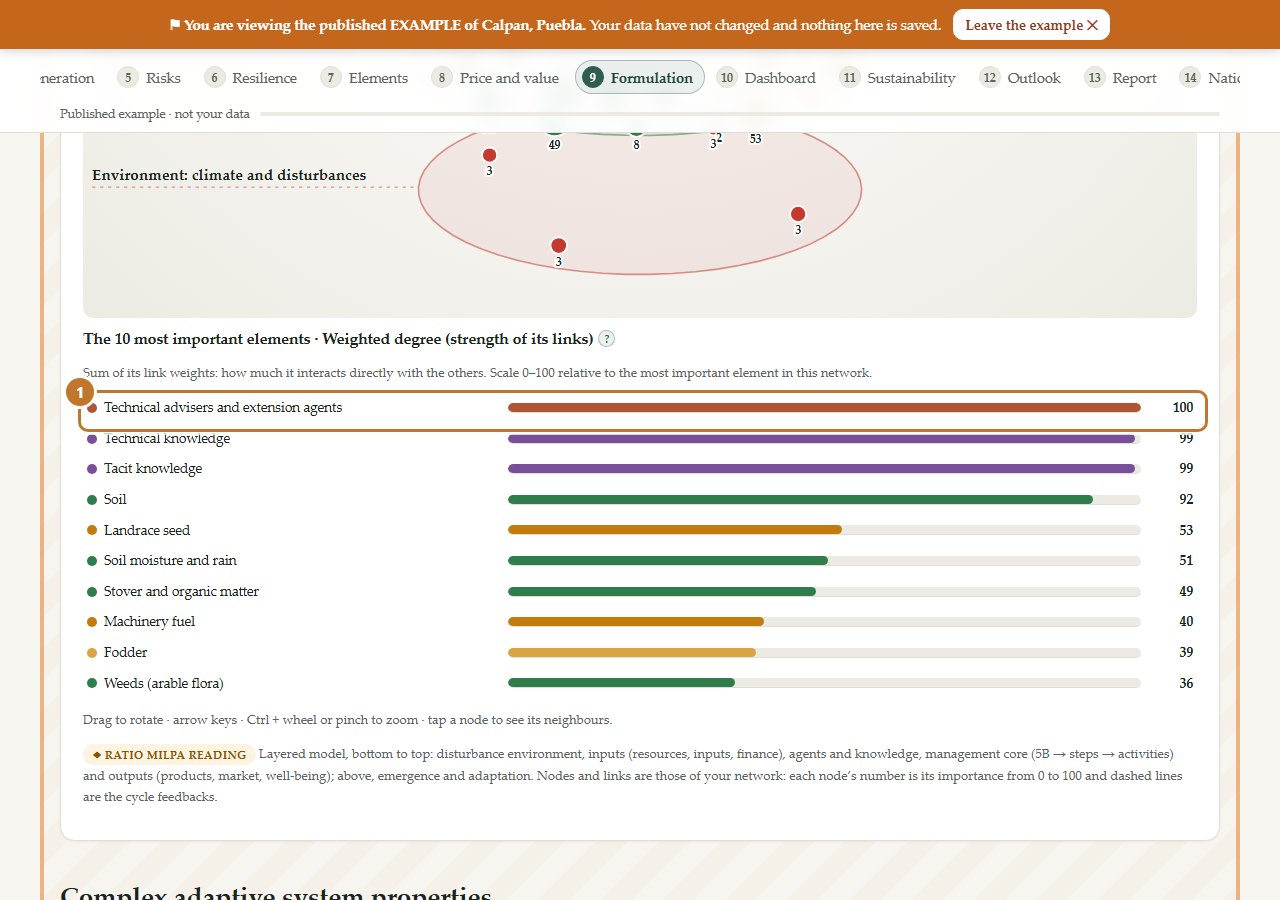 ⚑ You are viewing the published EXAMPLE of Calpan, Puebla. Your data have not changed and nothing here is saved. Leave the example ✕
neration 5 Risks 6 Resilience 7 Elements 8 Price and value 9 Formulation 10 Dashboard 11 Sustainability 12 Outlook 13 Report 14 Natio
Published example · not your data
49 8 3 2 53
3
Environment: climate and disturbances
3
3
The 10 most important elements · Weighted degree (strength of its links) ?
Sum of its link weights: how much it interacts directly with the others. Scale 0–100 relative to the most important element in this network.
1
Technical advisers and extension agents 100
Technical knowledge 99
Tacit knowledge 99
Soil 92
Landrace seed 53
Soil moisture and rain 51
Stover and organic matter 49
Machinery fuel 40
Fodder 39
Weeds (arable flora) 36
Drag to rotate · arrow keys · Ctrl + wheel or pinch to zoom · tap a node to see its neighbours.
◆ RATIO MILPA READING Layered model, bottom to top: disturbance environment, inputs (resources, inputs, finance), agents and knowledge, management core (5B → steps → activities)
and outputs (products, market, well-being); above, emergence and adaptation. Nodes and links are those of your network: each node's number is its importance from 0 to 100 and dashed lines
are the cycle feedbacks.
Complex adaptive system properties